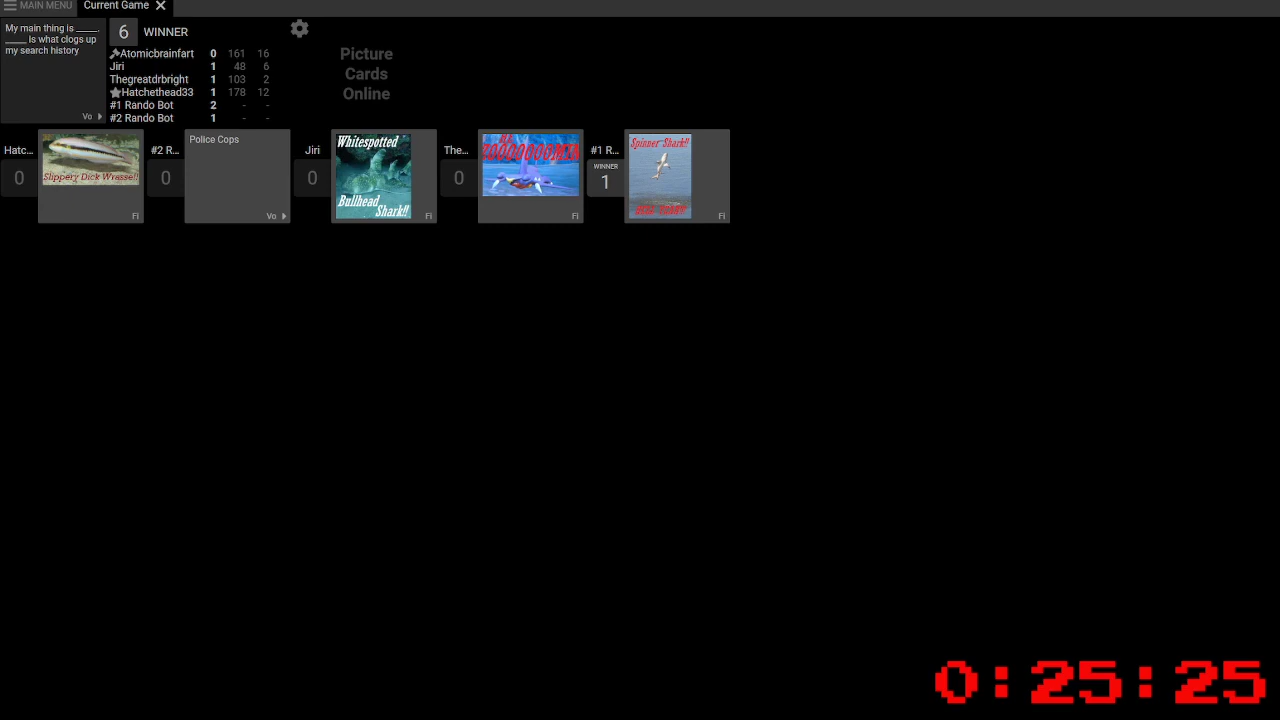 MAIN MENU
Current Game
My main thing is _____.
_____ is what clogs up
my search history
Vo
6 WINNER
Atomicbrainfart 0 161 16
Jiri 1 48 6
Thegreatdrbright 1 103 2
Hatchethead33 1 178 12
#1 Rando Bot 2 - -
#2 Rando Bot 1 - -
Picture
Cards
Online
Hatc...
0
Slippery Dick Wrasse!!
Fi
#2 R...
0
Police Cops
Vo
Jiri
0
Whitespotted
Bullhead
Shark!!
Fi
The...
0
Fi
#1 R...
WINNER
1
Spinner Shark!!
Fi
0:25:25